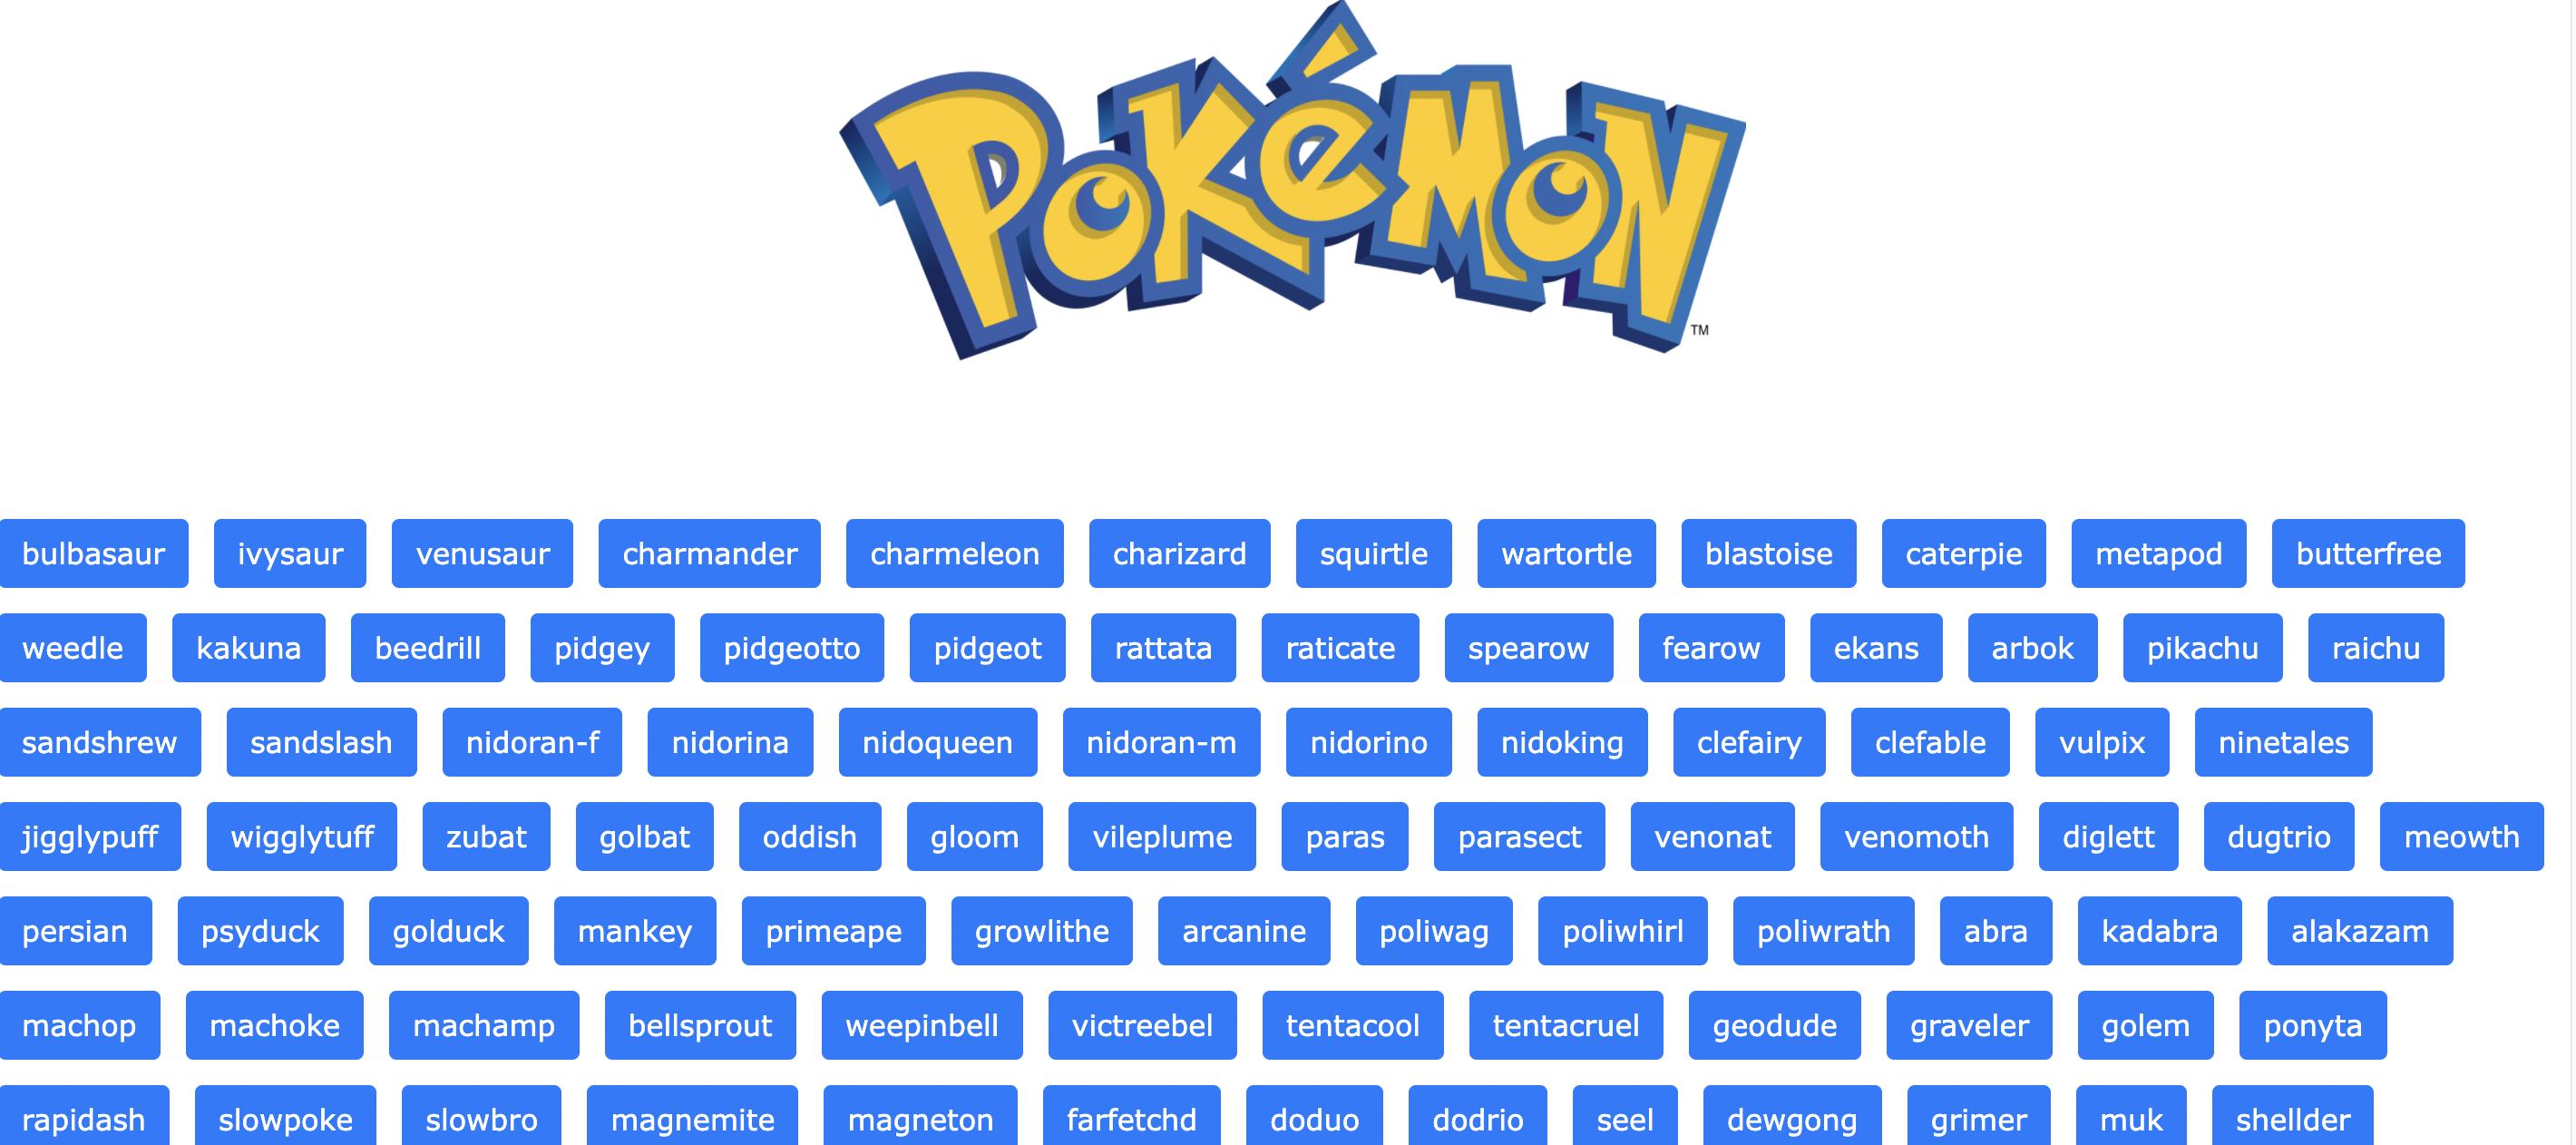 Pokémon
TM
bulbasaur ivysaur venusaur charmander charmeleon charizard squirtle wartortle blastoise caterpie metapod butterfree
weedle kakuna beedrill pidgey pidgeotto pidgeot rattata raticate spearow fearow ekans arbok pikachu raichu
sandshrew sandslash nidoran-f nidorina nidoqueen nidoran-m nidorino nidoking clefairy clefable vulpix ninetales
jigglypuff wigglytuff zubat golbat oddish gloom vileplume paras parasect venonat venomoth diglett dugtrio meowth
persian psyduck golduck mankey primeape growlithe arcanine poliwag poliwhirl poliwrath abra kadabra alakazam
machop machoke machamp bellsprout weepinbell victreebel tentacool tentacruel geodude graveler golem ponyta
rapidash slowpoke slowbro magnemite magneton farfetchd doduo dodrio seel dewgong grimer muk shellder